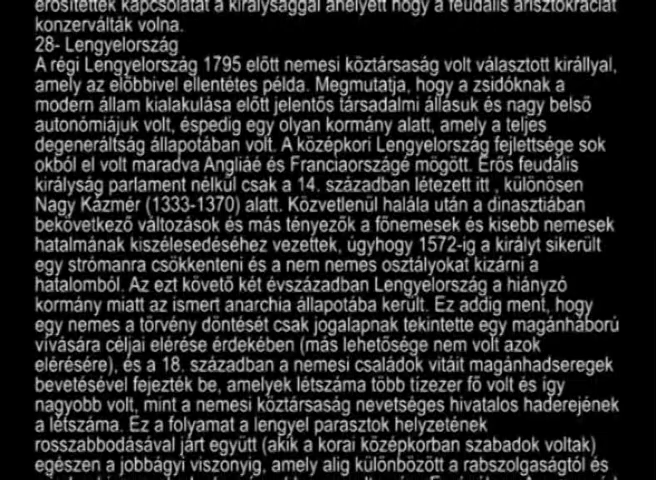 erősítették kapcsolatát a királysággal ahelyett hogy a feudális arisztokráciát
konzerválták volna.
28- Lengyelország
A régi Lengyelország 1795 előtt nemesi köztársaság volt választott királlyal,
amely az előbbivel ellentétes példa. Megmutatja, hogy a zsidóknak a
modern állam kialakulása előtt jelentős társadalmi állásuk és nagy belső
autonómiájuk volt, éspedig egy olyan kormány alatt, amely a teljes
degeneráltság állapotában volt. A középkori Lengyelország fejlettsége sok
okból el volt maradva Angliáé és Franciaországé mögött. Erős feudális
királyság parlament nélkül csak a 14. században létezett itt , különösen
Nagy Kázmér (1333-1370) alatt. Közvetlenül halála után a dinasztiában
bekövetkező változások és más tényezők a főnemesek és kisebb nemesek
hatalmának kiszélesedéséhez vezettek, úgyhogy 1572-ig a királyt sikerült
egy strómanra csökkenteni és a nem nemes osztályokat kizárni a
hatalomból. Az ezt követő két évszázadban Lengyelország a hiányzó
kormány miatt az ismert anarchia állapotába került. Ez addig ment, hogy
egy nemes a törvény döntését csak jogalapnak tekintette egy magánháború
vívására céljai elérése érdekében (más lehetősége nem volt azok
elérésére), és a 18. században a nemesi családok vitáit magánhadseregek
bevetésével fejezték be, amelyek létszáma több tízezer fő volt és így
nagyobb volt, mint a nemesi köztársaság nevetséges hivatalos haderejének
a létszáma. Ez a folyamat a lengyel parasztok helyzetének
rosszabbodásával járt együtt (akik a korai középkorban szabadok voltak)
egészen a jobbágyi viszonyig, amely alig különbözött a rabszolgaságtól és